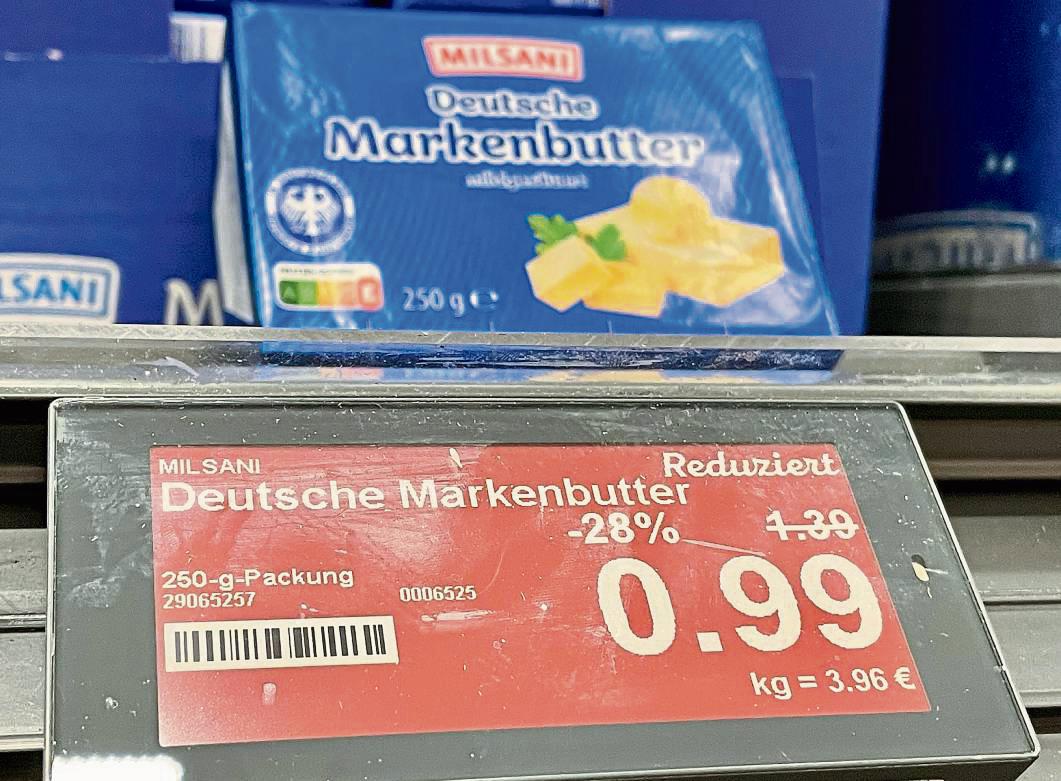 MILSANI
Deutsche
Markenbutter
250 g e
LSANI
M
MILSANI
Reduziert
Deutsche Markenbutter
-28% 1.39
250-g-Packung
29065257 0006525
0.99
kg = 3.96 €